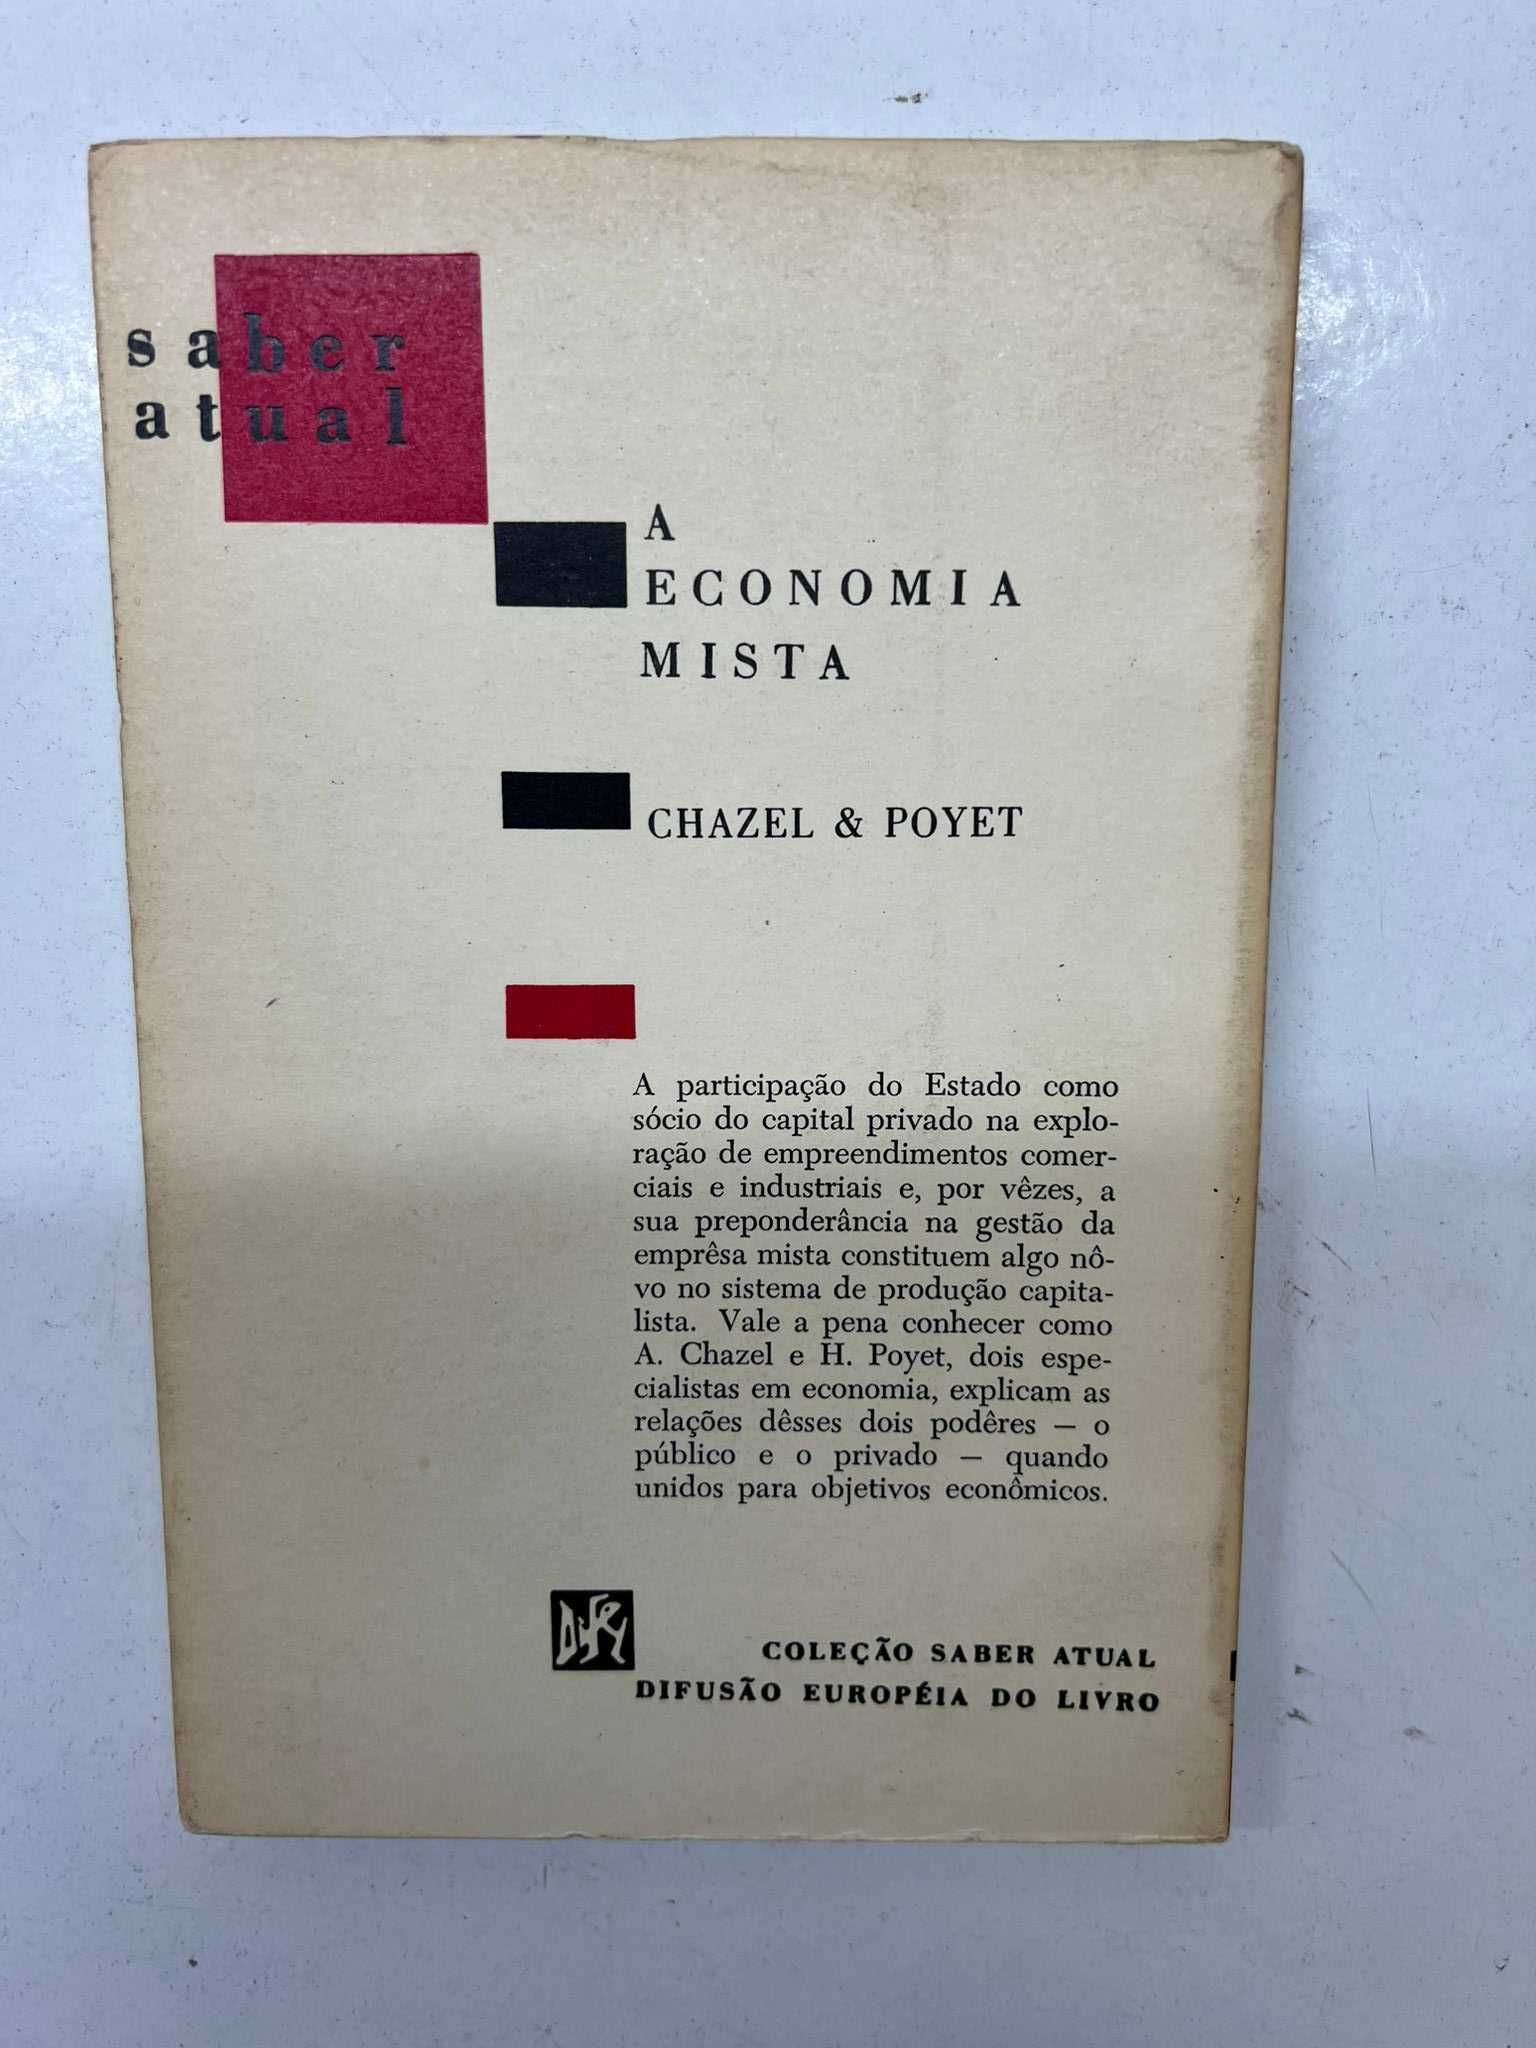 saber
atual
A
ECONOMIA
MISTA
CHAZEL & POYET
A participação do Estado como
sócio do capital privado na explo-
ração de empreendimentos comer-
ciais e industriais e, por vêzes, a
sua preponderância na gestão da
emprêsa mista constituem algo nô-
vo no sistema de produção capita-
lista. Vale a pena conhecer como
A. Chazel e H. Poyet, dois espe-
cialistas em economia, explicam as
relações dêsses dois podêres — o
público e o privado — quando
unidos para objetivos econômicos.
COLEÇÃO SABER ATUAL
DIFUSÃO EUROPÉIA DO LIVRO